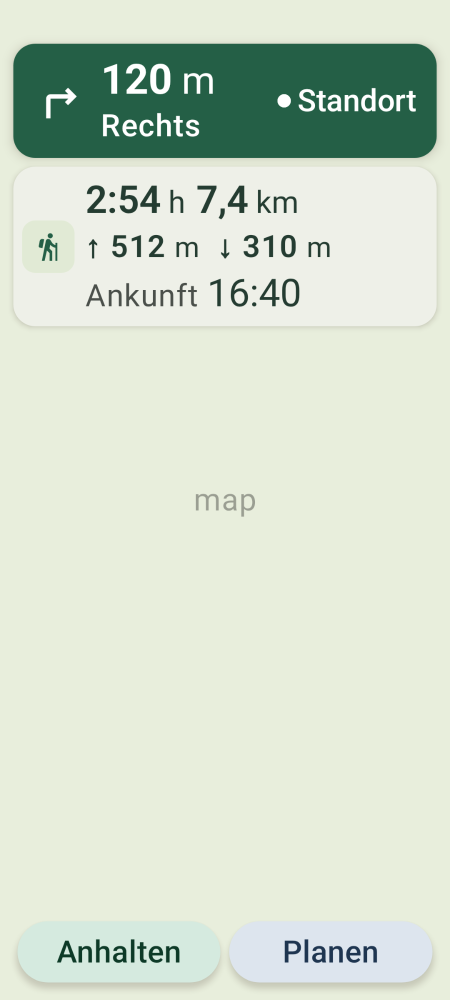 120 m
Rechts
Standort
2:54 h 7,4 km
↑ 512 m ↓ 310 m
Ankunft 16:40
map
Anhalten
Planen